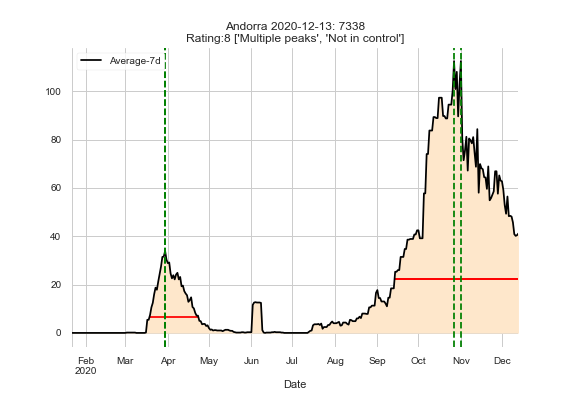 Andorra 2020-12-13: 7338
Rating:8 ['Multiple peaks', 'Not in control']
Average-7d
100
80
60
40
20
0
Feb Mar Apr May Jun Jul Aug Sep Oct Nov Dec
2020
Date